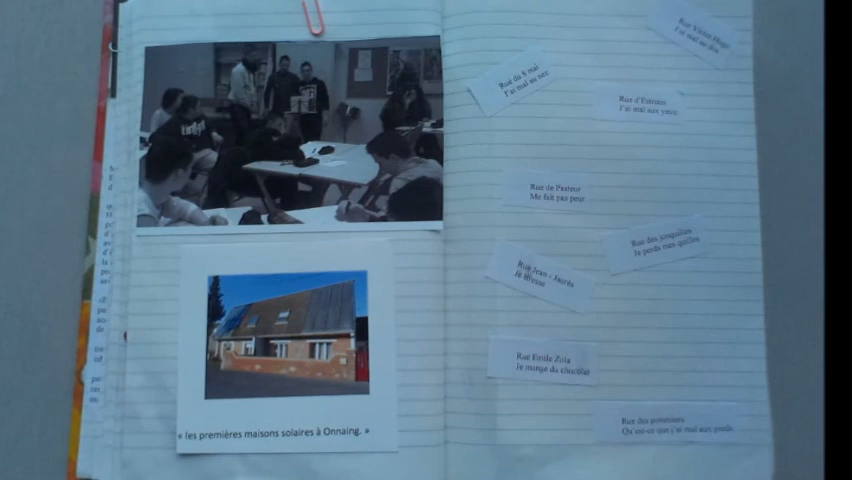 « les premières maisons solaires à Onnaing. »
Rue Victor Hugo
J'ai mal au dos
Rue du 8 mai
J'ai mal au nez
Rue d'Estreux
J'ai mal aux yeux
Rue de Pasteur
Me fait pas peur
Rue des jonquilles
Je perds mes quilles
Rue Jean - Jaurès
Je
Rue Emile Zola
Je mange du chocolat
Rue des
Qu'est-ce que j'ai mal aux pieds